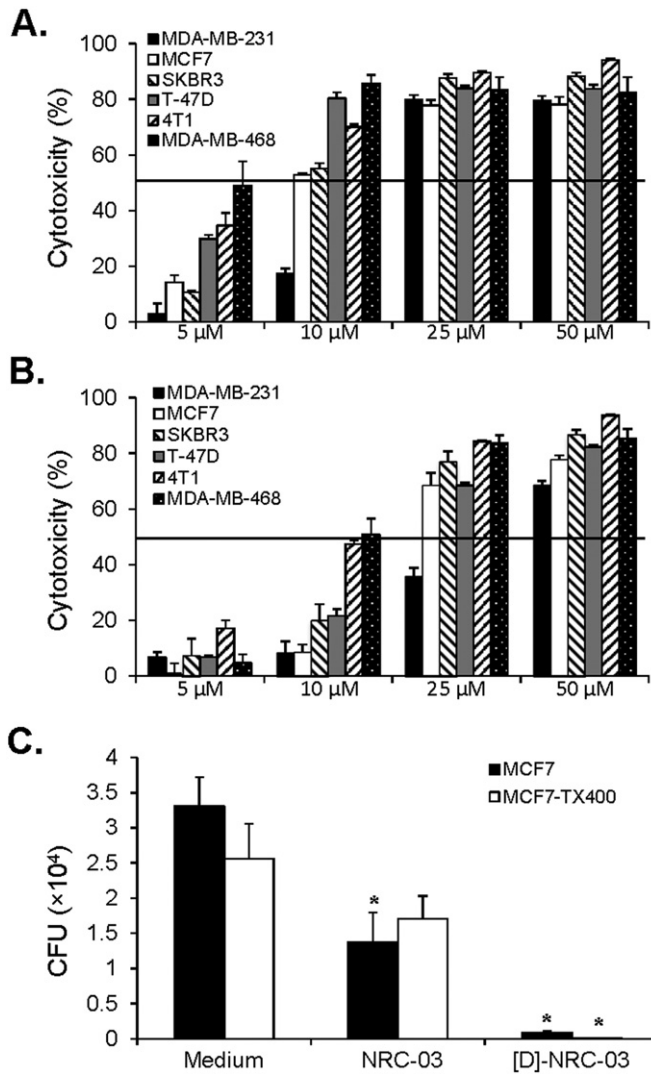 A.
MDA-MB-231
MCF7
SKBR3
T-47D
4T1
MDA-MB-468
Cytotoxicity (%)
100
80
60
40
20
0
5 µM 10 µM 25 µM 50 µM
B.
MDA-MB-231
MCF7
SKBR3
T-47D
4T1
MDA-MB-468
Cytotoxicity (%)
100
80
60
40
20
0
5 µM 10 µM 25 µM 50 µM
C.
MCF7
MCF7-TX400
CFU (×10⁴)
4
3.5
3
2.5
2
1.5
1
0.5
0
*
* *
Medium NRC-03 [D]-NRC-03